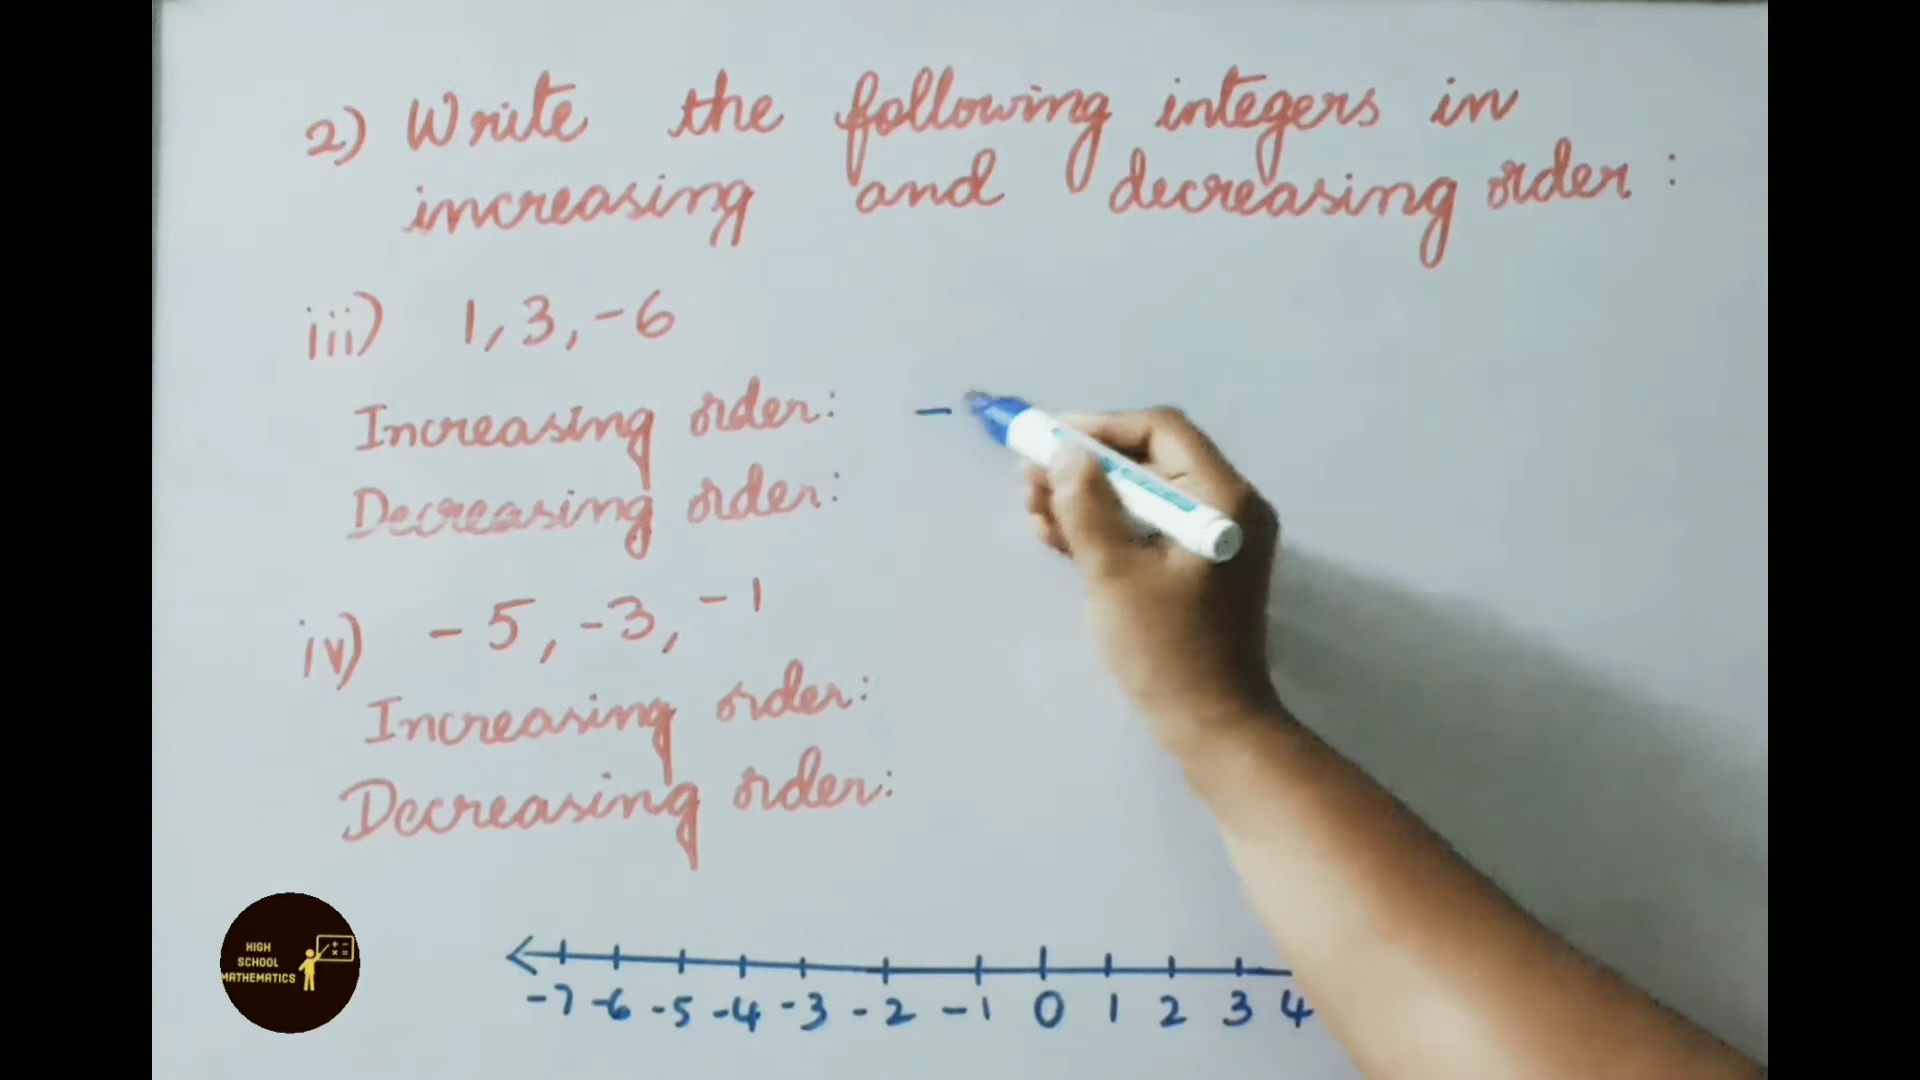 2) Write the following integers in
increasing and decreasing order :
iii) 1, 3, -6
Increasing order: -
Decreasing order:
iv) - 5, -3, -1
Increasing order:
Decreasing order:
-7 -6 -5 -4 -3 -2 -1 0 1 2 3 4
HIGH
SCHOOL
MATHEMATICS